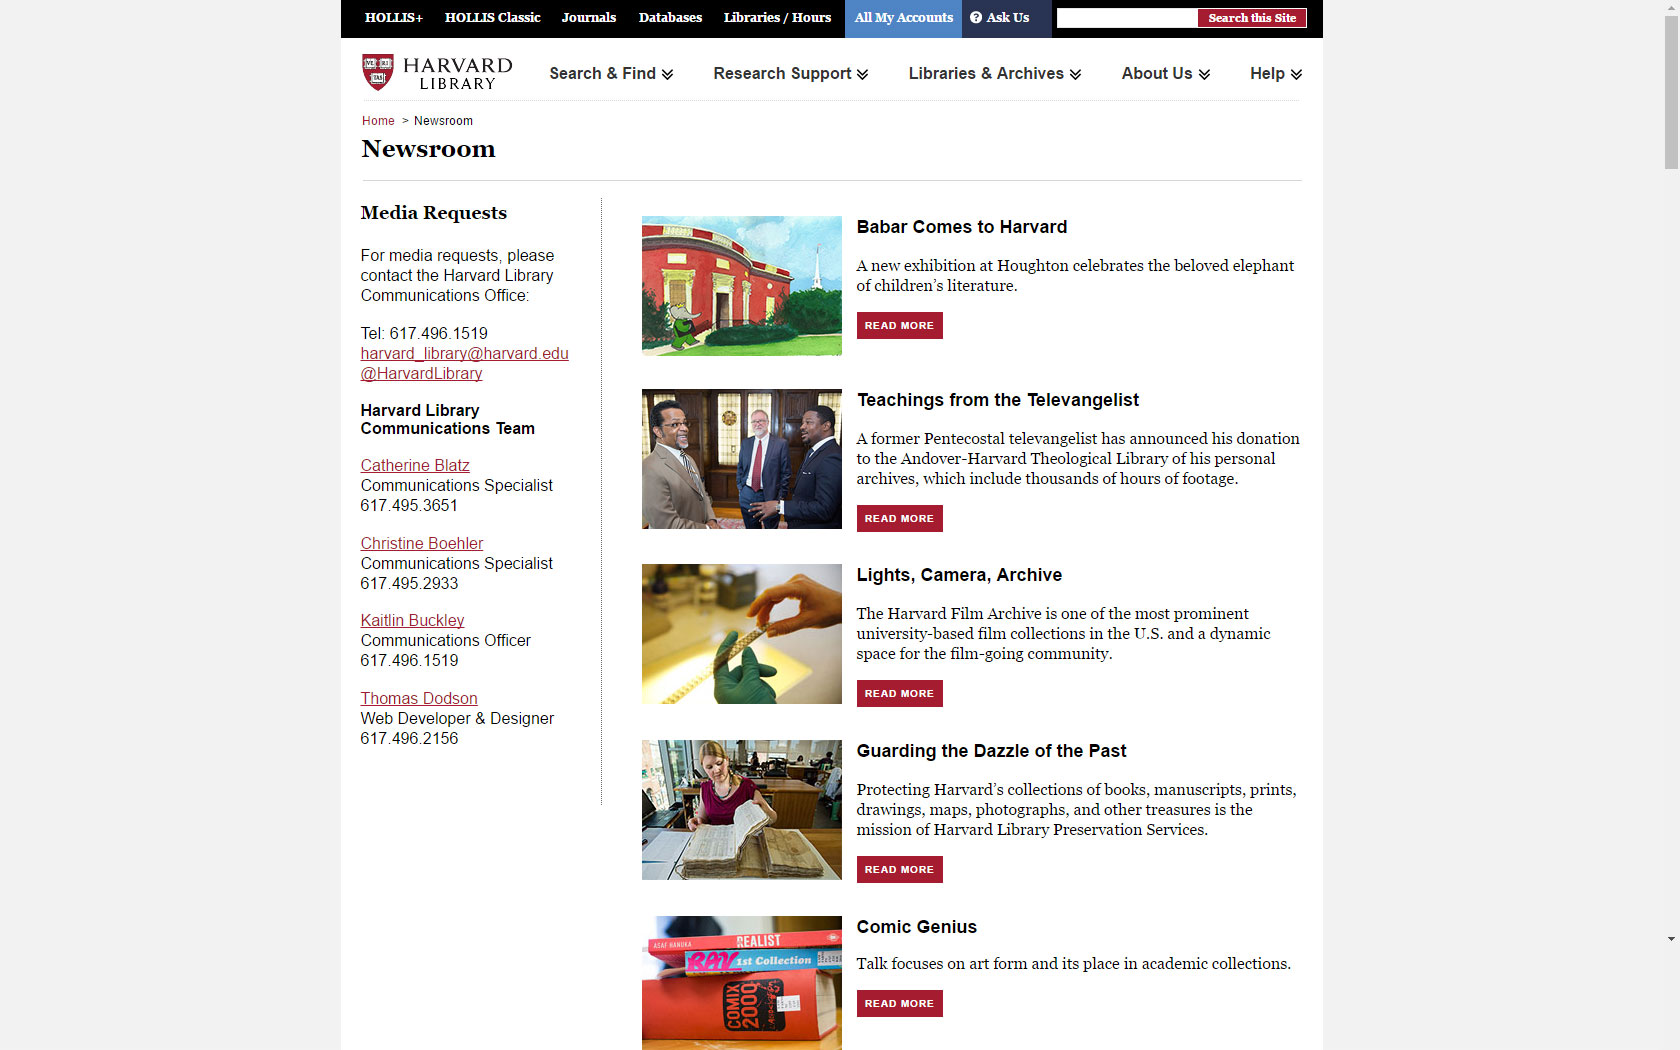 HOLLIS+ HOLLIS Classic Journals Databases Libraries / Hours All My Accounts Ask Us Search this Site
HARVARD
LIBRARY
Search & Find Research Support Libraries & Archives About Us Help
Home > Newsroom
Newsroom
Media Requests
For media requests, please
contact the Harvard Library
Communications Office:
Tel: 617.496.1519
harvard_library@harvard.edu
@HarvardLibrary
Harvard Library
Communications Team
Catherine Blatz
Communications Specialist
617.495.3651
Christine Boehler
Communications Specialist
617.495.2933
Kaitlin Buckley
Communications Officer
617.496.1519
Thomas Dodson
Web Developer & Designer
617.496.2156
Babar Comes to Harvard
A new exhibition at Houghton celebrates the beloved elephant
of children’s literature.
READ MORE
Teachings from the Televangelist
A former Pentecostal televangelist has announced his donation
to the Andover-Harvard Theological Library of his personal
archives, which include thousands of hours of footage.
READ MORE
Lights, Camera, Archive
The Harvard Film Archive is one of the most prominent
university-based film collections in the U.S. and a dynamic
space for the film-going community.
READ MORE
Guarding the Dazzle of the Past
Protecting Harvard’s collections of books, manuscripts, prints,
drawings, maps, photographs, and other treasures is the
mission of Harvard Library Preservation Services.
READ MORE
ASAF HANUKA REALIST
RAV 1st Collection
COMIX
2000
Comic Genius
Talk focuses on art form and its place in academic collections.
READ MORE